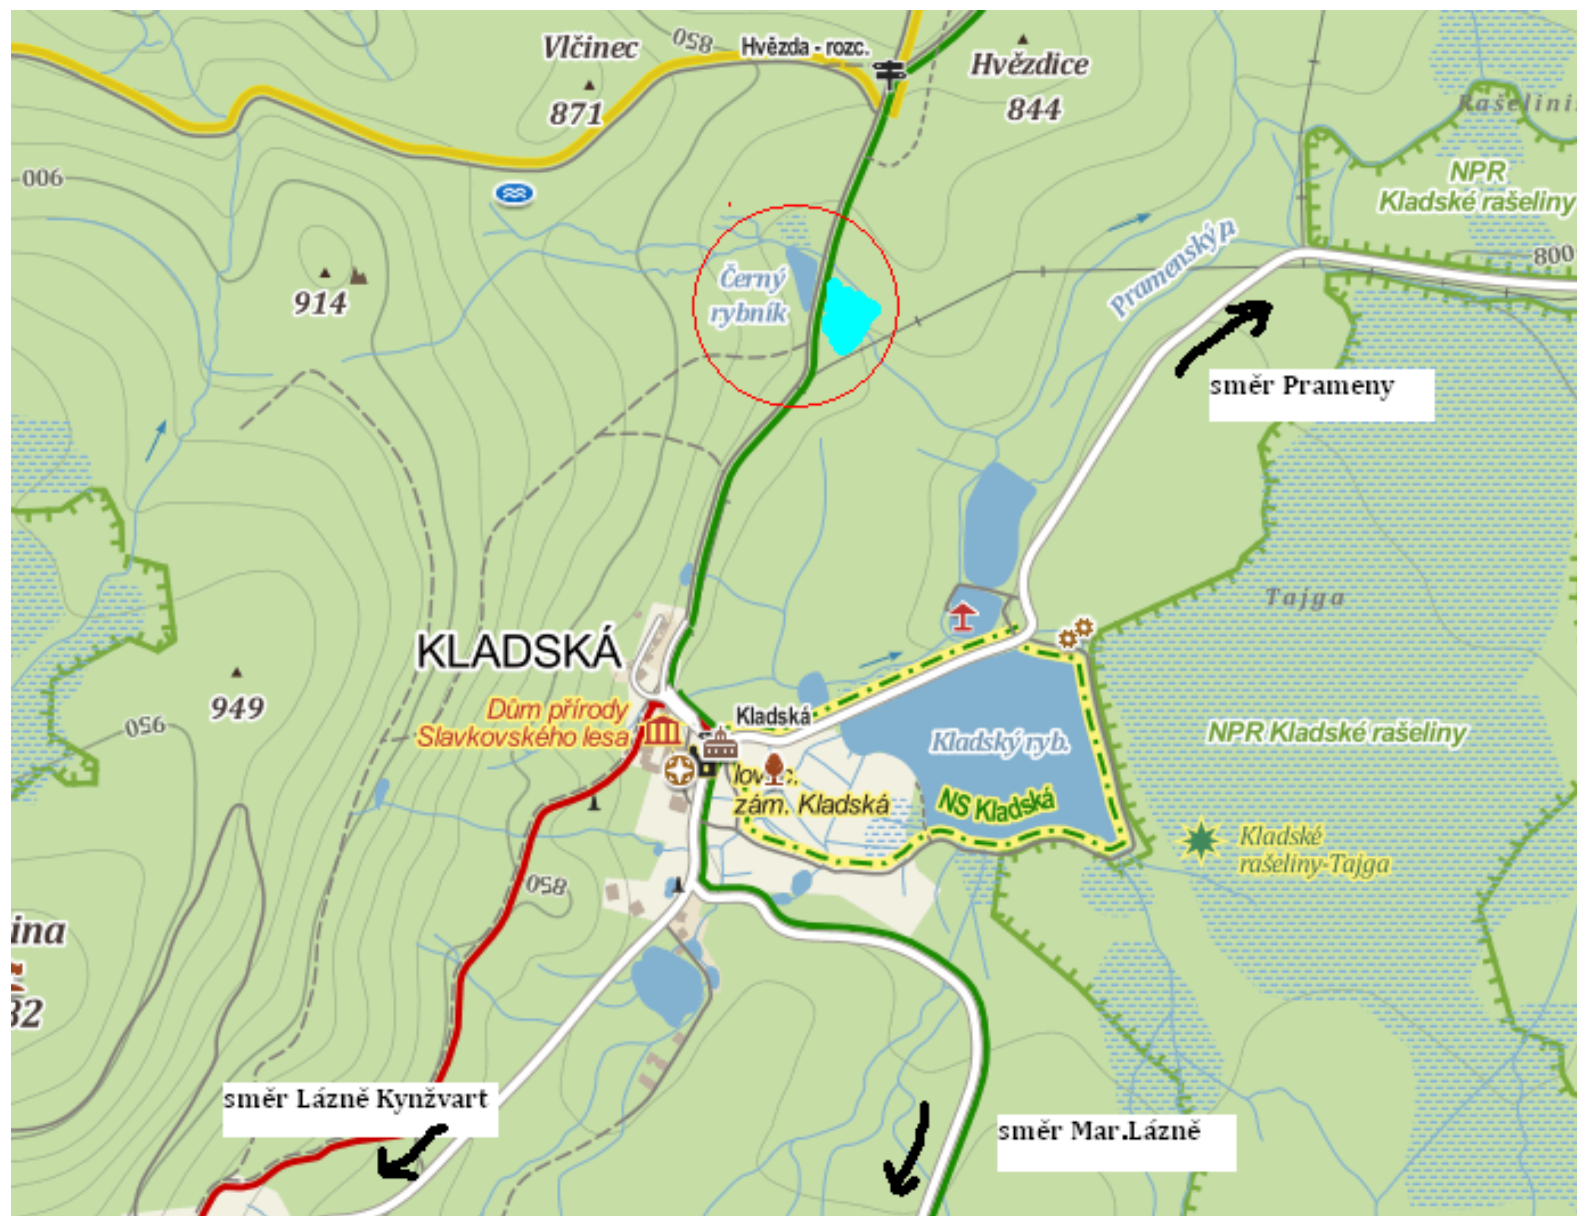 Vlčinec
871
850
Hvězda - rozc.
Hvězdice
844
Rašelini
NPR
Kladské rašeliny
900
914
Černý
rybník
Pramenský p.
800
směr Prameny
Tajga
KLADSKÁ
949
950
Dům přírody
Slavkovského lesa
Kladská
Kladský ryb.
NPR Kladské rašeliny
zám. Kladská
NS Kladská
Kladské
rašeliny-Tajga
850
ina
32
směr Lázně Kynžvart
směr Mar.Lázně